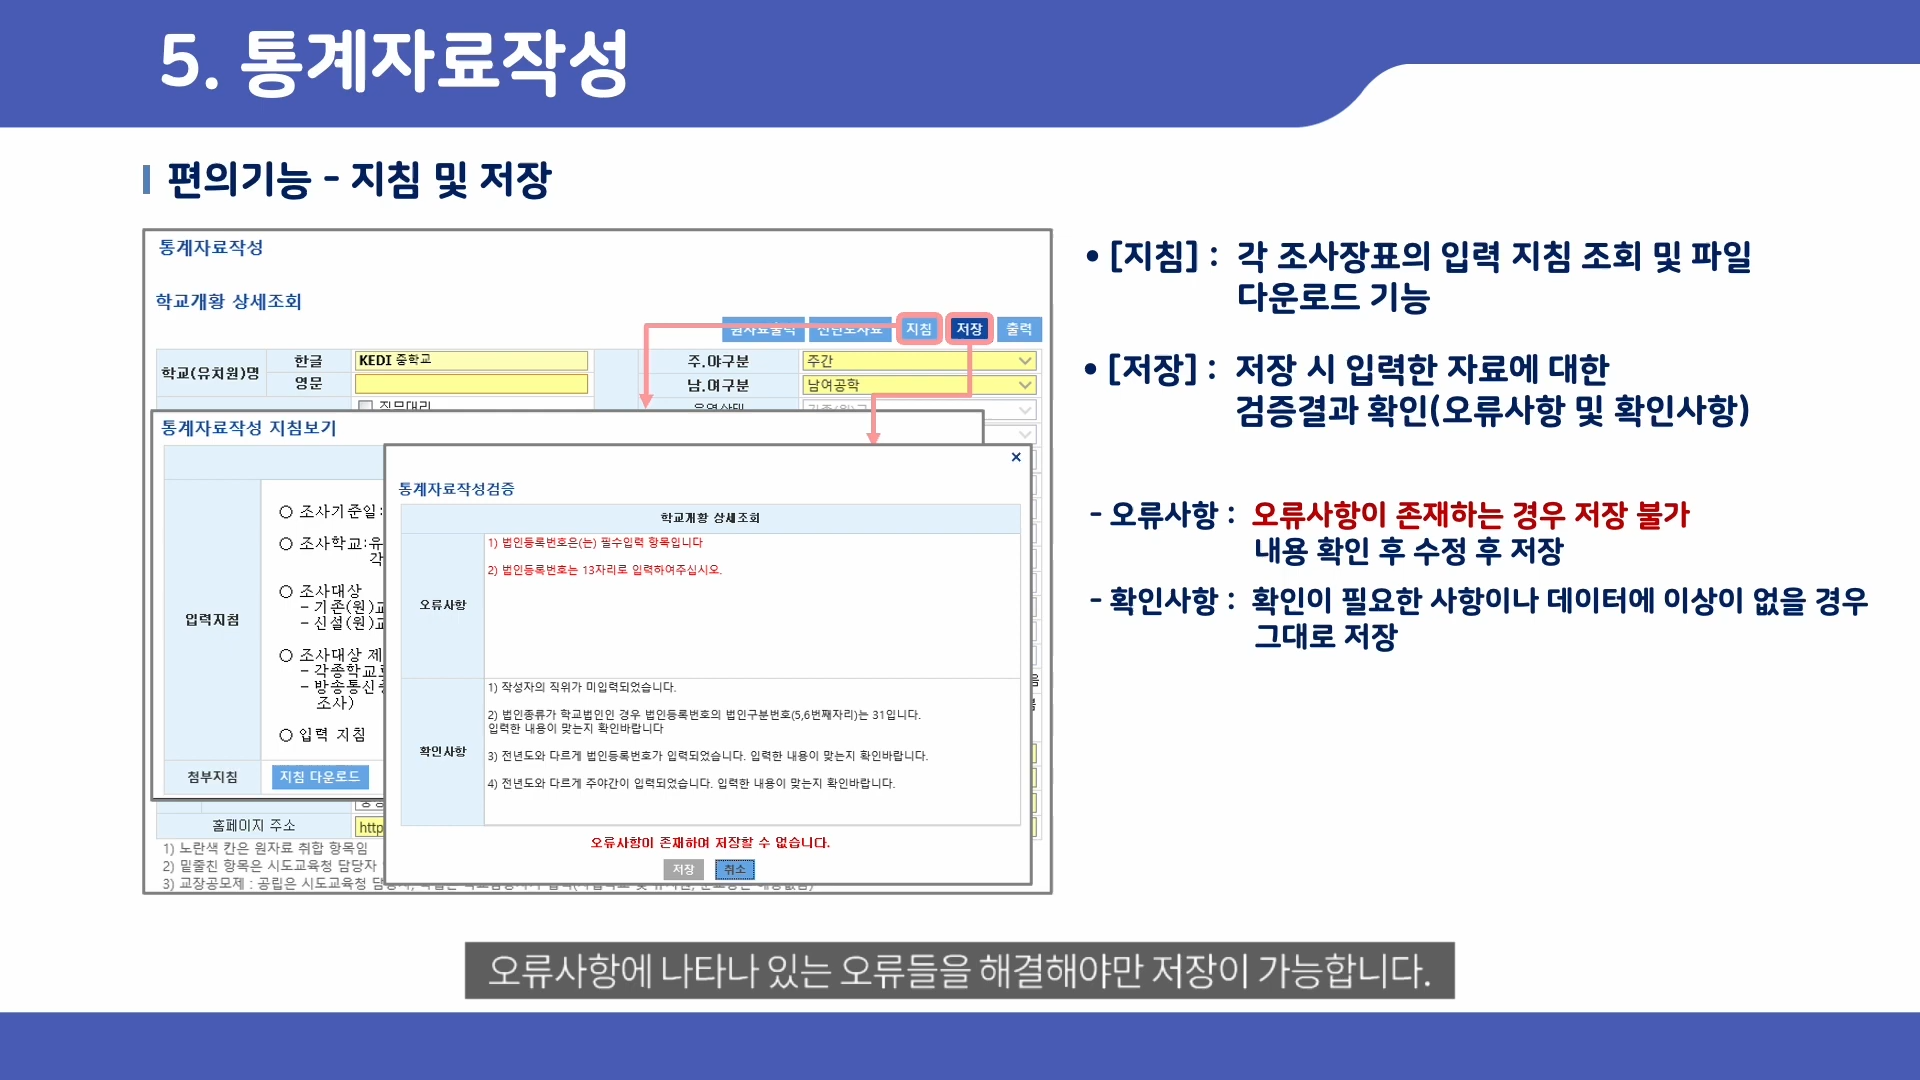 5. 통계자료작성
편의기능 - 지침 및 저장
통계자료작성
학교개황 상세조회
원자료출력 전년도자료 지침 저장 출력
학교(유치원)명 한글 KEDI 중학교 주.야구분 주간
영문 남.여구분 남여공학
직무대리 운영상태
통계자료작성 지침보기
입력지침
○ 조사기준일:
○ 조사학교:유
각
○ 조사대상
- 기존(원)교
- 신설(원)교
○ 조사대상 제
- 각종학교
- 방송통신
조사)
○ 입력 지침
첨부지침 지침 다운로드
홈페이지 주소 http
1) 노란색 칸은 원자료 취합 항목임
2) 밑줄친 항목은 시도교육청 담당자
3) 교장공모제 : 공립은 시도교육청
×
통계자료작성검증
학교개황 상세조회
오류사항
1) 법인등록번호은(는) 필수입력 항목입니다
2) 법인등록번호는 13자리로 입력하여주십시오.
확인사항
1) 작성자의 직위가 미입력되었습니다.
2) 법인종류가 학교법인인 경우 법인등록번호의 법인구분번호(5,6번째자리)는 31입니다.
입력한 내용이 맞는지 확인바랍니다
3) 전년도와 다르게 법인등록번호가 입력되었습니다. 입력한 내용이 맞는지 확인바랍니다.
4) 전년도와 다르게 주야간이 입력되었습니다. 입력한 내용이 맞는지 확인바랍니다.
오류사항이 존재하여 저장할 수 없습니다.
저장 취소
• [지침] : 각 조사장표의 입력 지침 조회 및 파일
다운로드 기능
• [저장] : 저장 시 입력한 자료에 대한
검증결과 확인(오류사항 및 확인사항)
- 오류사항 : 오류사항이 존재하는 경우 저장 불가
내용 확인 후 수정 후 저장
- 확인사항 : 확인이 필요한 사항이나 데이터에 이상이 없을 경우
그대로 저장
오류사항에 나타나 있는 오류들을 해결해야만 저장이 가능합니다.